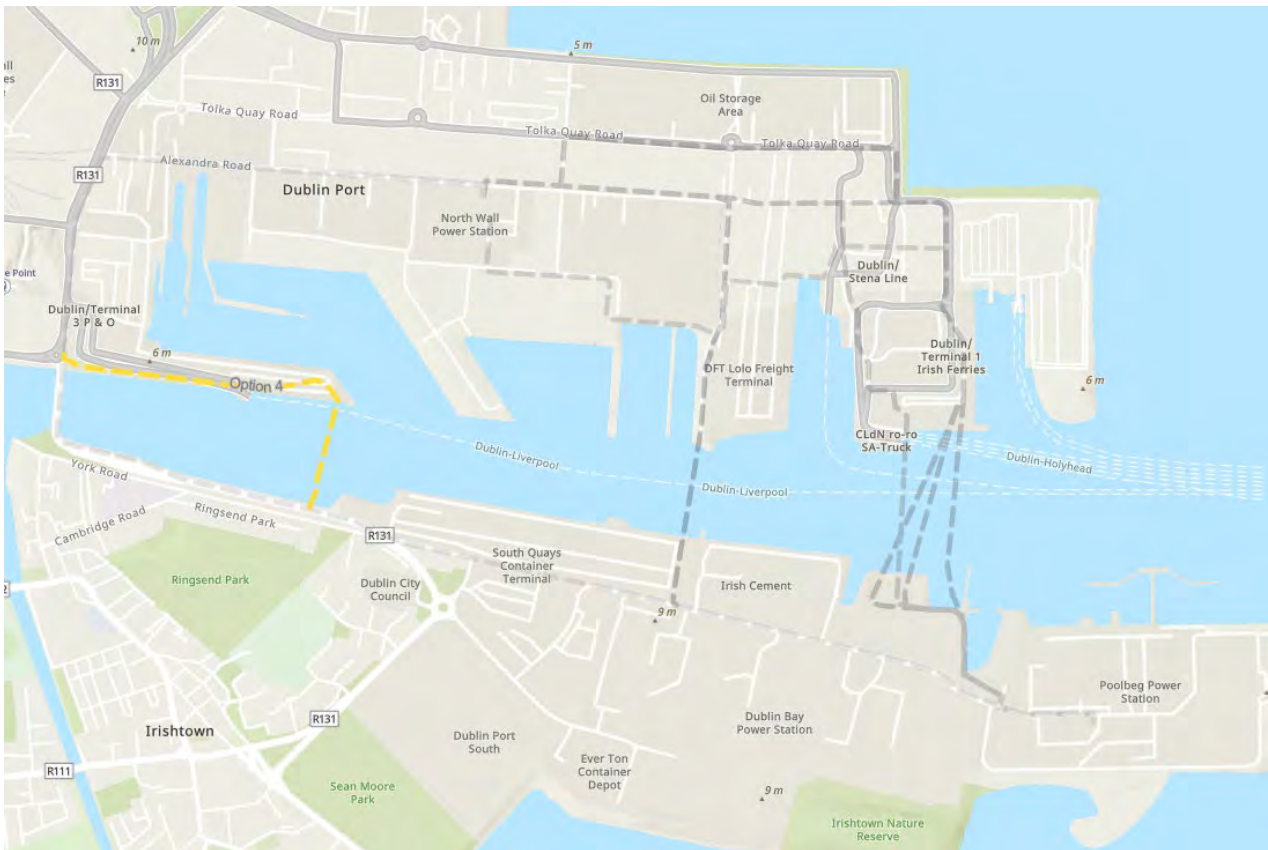 10 m
5 m
ill
es
R131
Oil Storage
Area
Tolka Quay Road
Tolka Quay Road
Tolka Quay Road
Alexandra Road
R131
Dublin Port
North Wall
Power Station
e Point
Dublin/
Stena Line
Dublin/Terminal
3 P & O
6 m
Option 4
DFT Lolo Freight
Terminal
Dublin/
Terminal 1
Irish Ferries
6 m
CLdN ro-ro
SA-Truck
Dublin-Liverpool
Dublin-Liverpool
Dublin-Holyhead
York Road
Cambridge Road
Ringsend Park
R131
South Quays
Container
Terminal
Ringsend Park
Dublin City
Council
Irish Cement
2
9 m
Poolbeg Power
Station
R131
Irishtown
Dublin Port
South
Dublin Bay
Power Station
Ever Ton
Container
Depot
R111
Sean Moore
Park
9 m
Irishtown Nature
Reserve